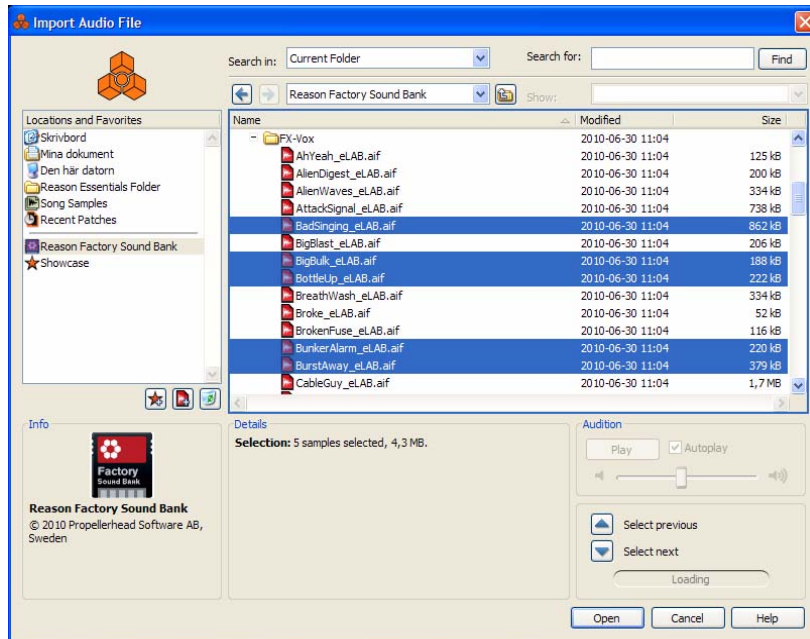 Import Audio File
Search in: Current Folder Search for: Find
Reason Factory Sound Bank Show:
Locations and Favorites
Skrivbord
Mina dokument
Den här datorn
Reason Essentials Folder
Song Samples
Recent Patches
Reason Factory Sound Bank
Showcase
Name Modified Size
FX-Vox 2010-06-30 11:04
AhYeah_eLAB.aif 2010-06-30 11:04 125 kB
AlienDigest_eLAB.aif 2010-06-30 11:04 200 kB
AlienWaves_eLAB.aif 2010-06-30 11:04 334 kB
AttackSignal_eLAB.aif 2010-06-30 11:04 738 kB
BadSinging_eLAB.aif 2010-06-30 11:04 862 kB
BigBlast_eLAB.aif 2010-06-30 11:04 206 kB
BigBulk_eLAB.aif 2010-06-30 11:04 188 kB
BottleUp_eLAB.aif 2010-06-30 11:04 222 kB
BreathWash_eLAB.aif 2010-06-30 11:04 334 kB
Broke_eLAB.aif 2010-06-30 11:04 52 kB
BrokenFuse_eLAB.aif 2010-06-30 11:04 116 kB
BunkerAlarm_eLAB.aif 2010-06-30 11:04 220 kB
BurstAway_eLAB.aif 2010-06-30 11:04 379 kB
CableGuy_eLAB.aif 2010-06-30 11:04 1,7 MB
Info
Factory
Sound Bank
Reason Factory Sound Bank
© 2010 Propellerhead Software AB,
Sweden
Details
Selection: 5 samples selected, 4,3 MB.
Audition
Play Autoplay
Select previous
Select next
Loading
Open Cancel Help